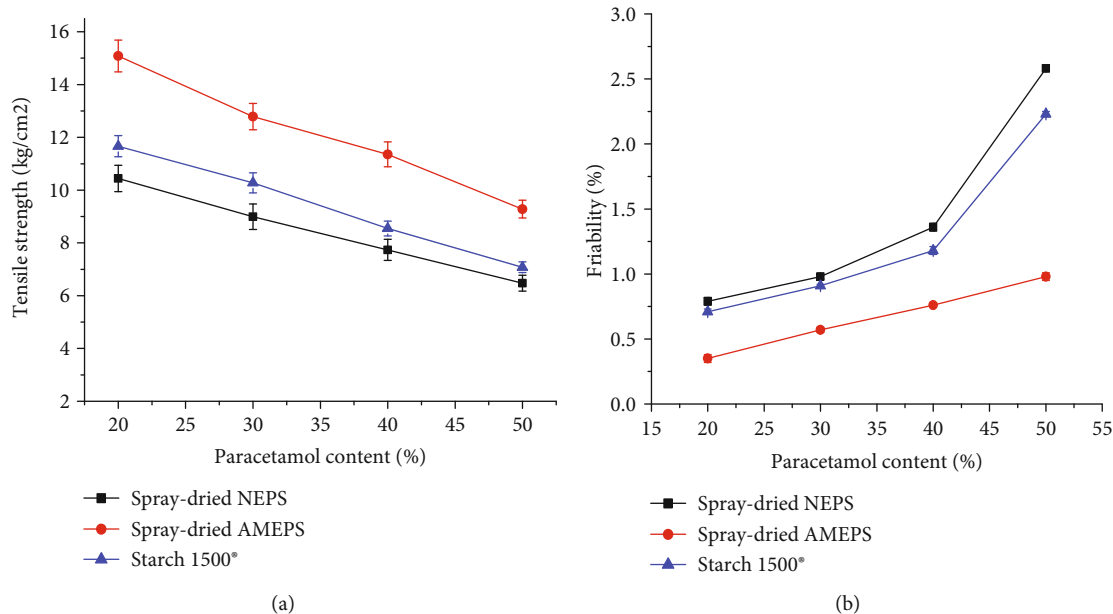 16
14
12
10
8
6
4
2
Tensile strength (kg/cm2)
20 25 30 35 40 45 50
Paracetamol content (%)
Spray-dried NEPS
Spray-dried AMEPS
Starch 1500®
(a)
3.0
2.5
2.0
1.5
1.0
0.5
0.0
Friability (%)
15 20 25 30 35 40 45 50 55
Paracetamol content (%)
Spray-dried NEPS
Spray-dried AMEPS
Starch 1500®
(b)